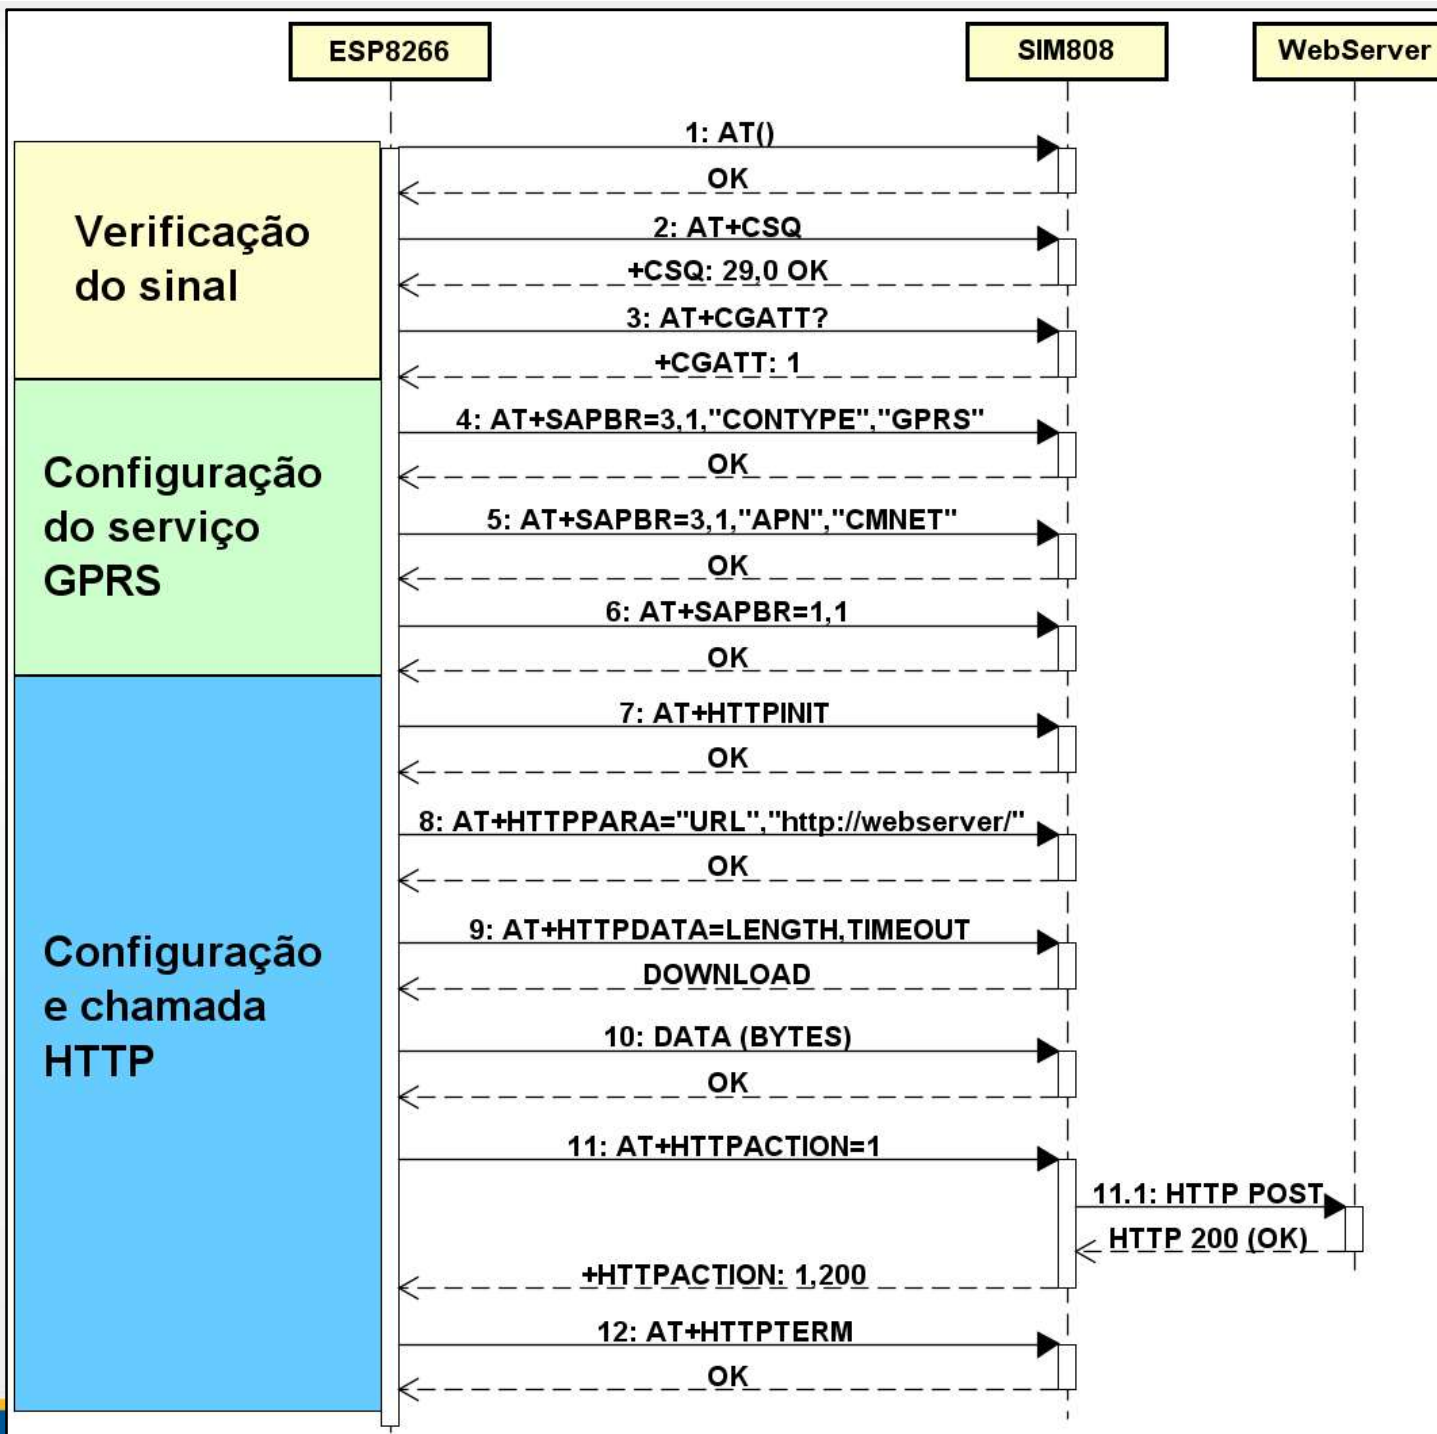 ESP8266
SIM808
WebServer
Verificação
do sinal
1: AT()
OK
2: AT+CSQ
+CSQ: 29,0 OK
3: AT+CGATT?
+CGATT: 1
Configuração
do serviço
GPRS
4: AT+SAPBR=3,1,"CONTYPE","GPRS"
OK
5: AT+SAPBR=3,1,"APN","CMNET"
OK
6: AT+SAPBR=1,1
OK
Configuração
e chamada
HTTP
7: AT+HTTPINIT
OK
8: AT+HTTPPARA="URL","http://webserver/"
OK
9: AT+HTTPDATA=LENGTH,TIMEOUT
DOWNLOAD
10: DATA (BYTES)
OK
11: AT+HTTPACTION=1
11.1: HTTP POST
HTTP 200 (OK)
+HTTPACTION: 1,200
12: AT+HTTPTERM
OK